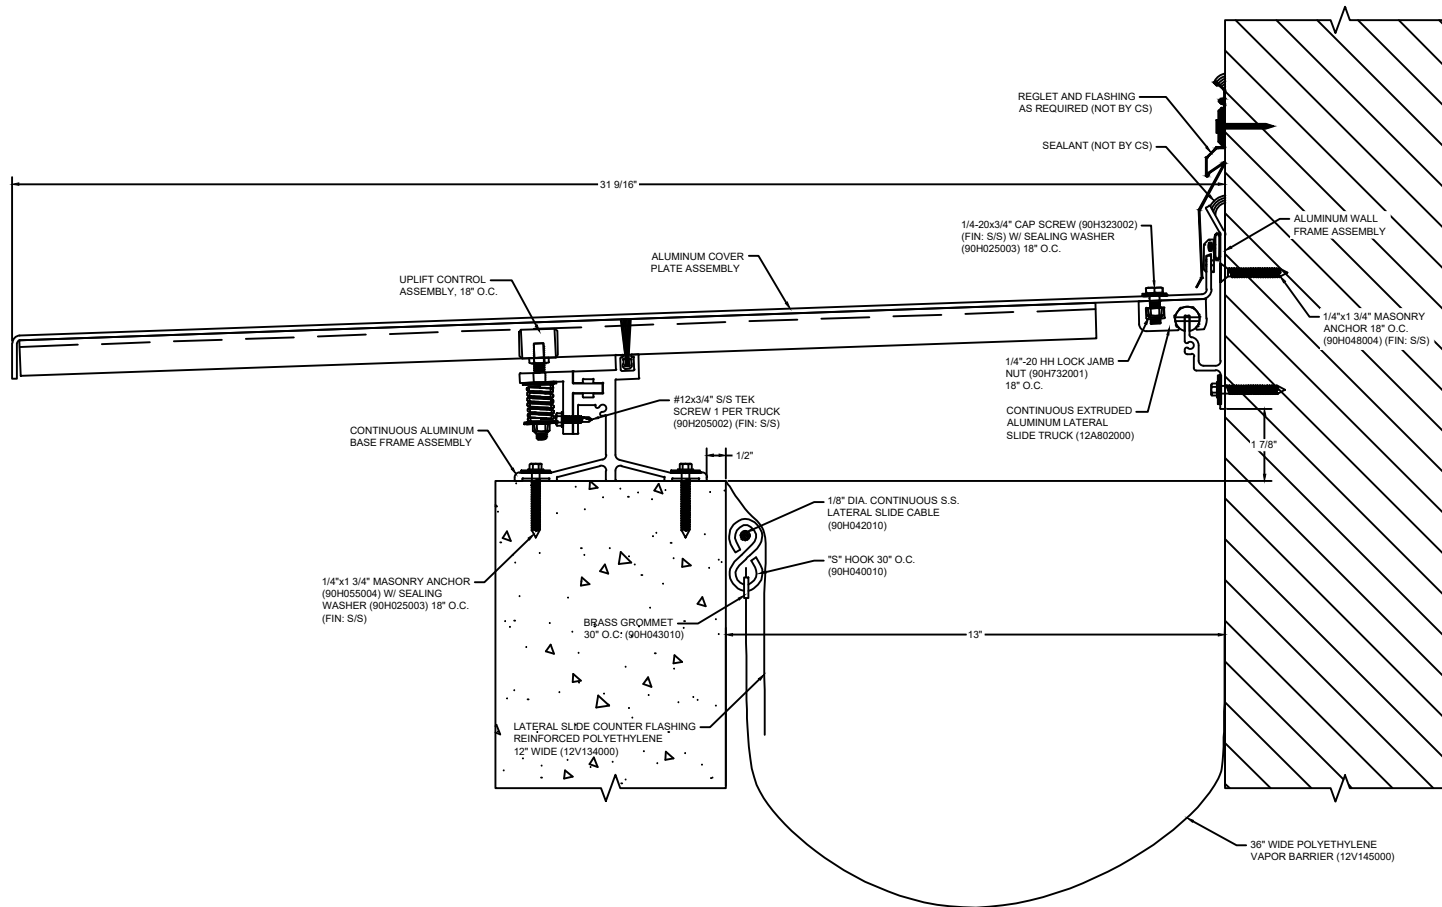 REGLET AND FLASHING
AS REQUIRED (NOT BY CS)
SEALANT (NOT BY CS)
31 9/16"
1/4-20x3/4" CAP SCREW (90H323002)
(FIN: S/S) W/ SEALING WASHER
(90H025003) 18" O.C.
ALUMINUM WALL
FRAME ASSEMBLY
ALUMINUM COVER
PLATE ASSEMBLY
UPLIFT CONTROL
ASSEMBLY, 18" O.C.
1/4"x1 3/4" MASONRY
ANCHOR 18" O.C.
(90H048004) (FIN: S/S)
1/4"-20 HH LOCK JAMB
NUT (90H732001)
18" O.C.
#12x3/4" S/S TEK
SCREW 1 PER TRUCK
(90H205002) (FIN: S/S)
CONTINUOUS EXTRUDED
ALUMINUM LATERAL
SLIDE TRUCK (12A802000)
CONTINUOUS ALUMINUM
BASE FRAME ASSEMBLY
1 7/8"
1/2"
1/8" DIA. CONTINUOUS S.S.
LATERAL SLIDE CABLE
(90H042010)
"S" HOOK 30" O.C.
(90H040010)
1/4"x1 3/4" MASONRY ANCHOR
(90H055004) W/ SEALING
WASHER (90H025003) 18" O.C.
(FIN: S/S)
BRASS GROMMET
30" O.C. (90H043010)
13"
LATERAL SLIDE COUNTER FLASHING
REINFORCED POLYETHYLENE
12" WIDE (12V134000)
36" WIDE POLYETHYLENE
VAPOR BARRIER (12V145000)